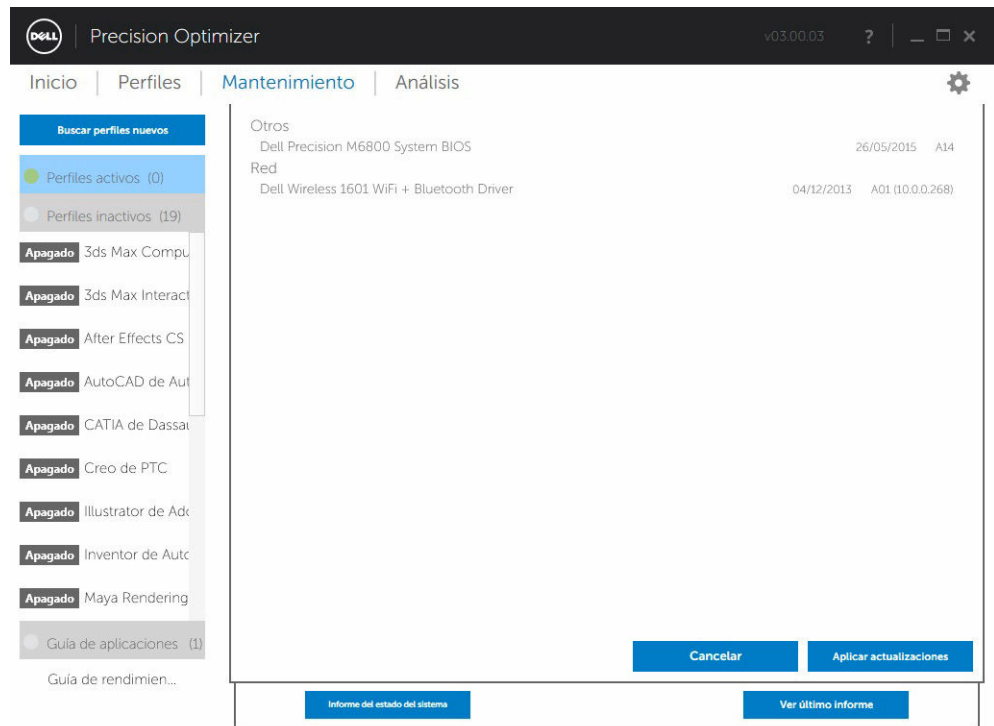 DELL Precision Optimizer v03.00.03 ?
Inicio Perfiles Mantenimiento Análisis
Buscar perfiles nuevos
Perfiles activos (0)
Perfiles inactivos (19)
Apagado 3ds Max Compu
Apagado 3ds Max Interact
Apagado After Effects CS
Apagado AutoCAD de Aut
Apagado CATIA de Dassau
Apagado Creo de PTC
Apagado Illustrator de Ado
Apagado Inventor de Auto
Apagado Maya Rendering
Guía de aplicaciones (1)
Guía de rendimien...
Otros
Dell Precision M6800 System BIOS 26/05/2015 A14
Red
Dell Wireless 1601 WiFi + Bluetooth Driver 04/12/2013 A01 (10.0.0.268)
Cancelar Aplicar actualizaciones
Informe del estado del sistema Ver último informe